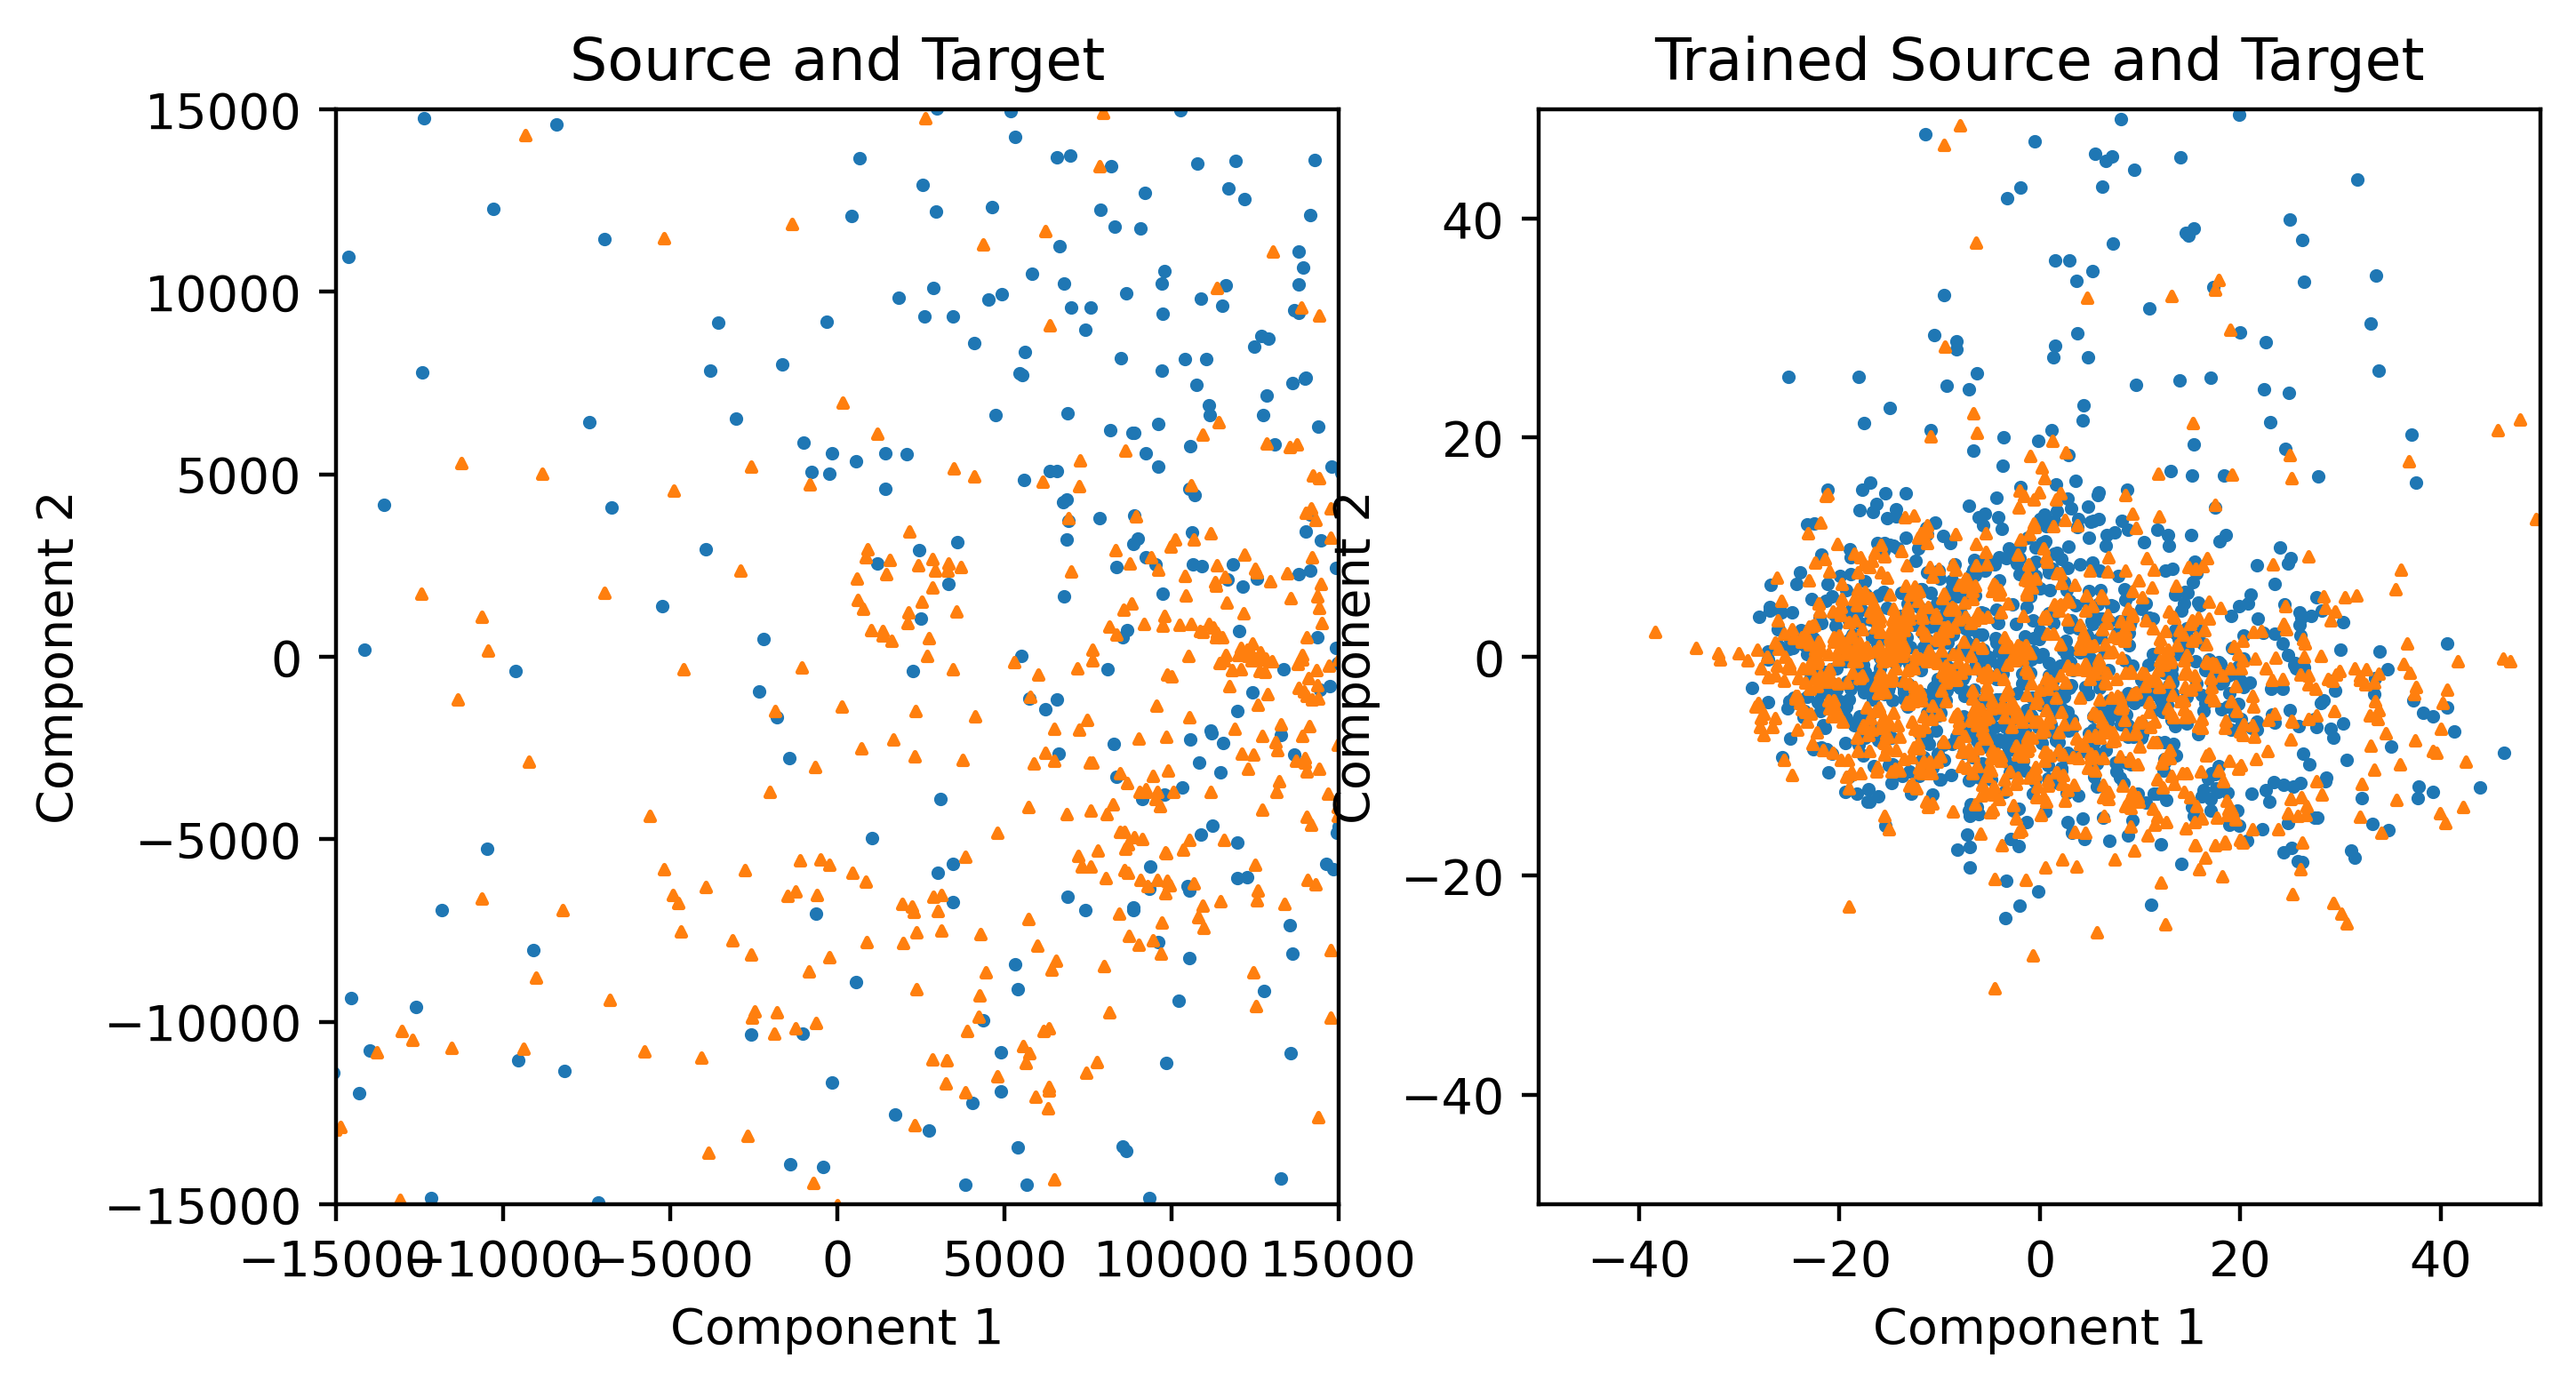 Source and Target
15000
10000
5000
0
−5000
−10000
−15000
Component 2
−15000 −10000 −5000 0 5000 10000 15000
Component 1
Trained Source and Target
40
20
0
−20
−40
Component 2
−40 −20 0 20 40
Component 1